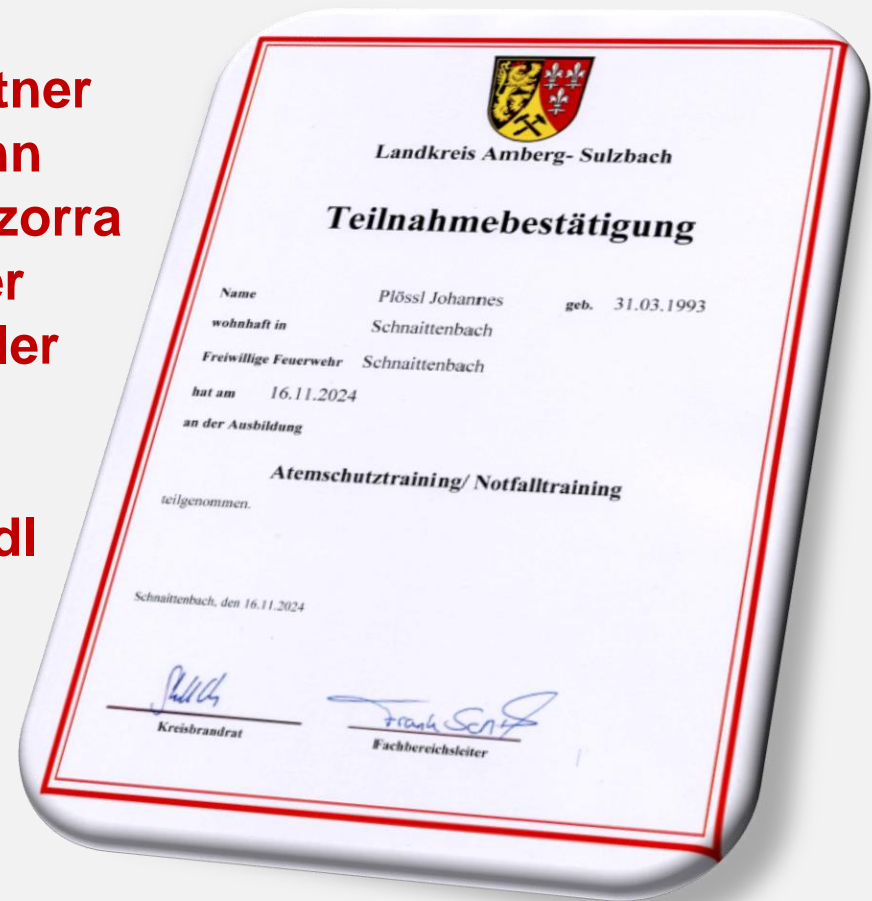 tner
nn
zorra
er
ler
dl
Landkreis Amberg- Sulzbach
Teilnahmebestätigung
Name Plössl Johannes geb. 31.03.1993
wohnhaft in Schnaittenbach
Freiwillige Feuerwehr Schnaittenbach
hat am 16.11.2024
an der Ausbildung
Atemschutztraining/ Notfalltraining
teilgenommen.
Schnaittenbach, den 16.11.2024
Frank
Kreisbrandrat Fachbereichsleiter